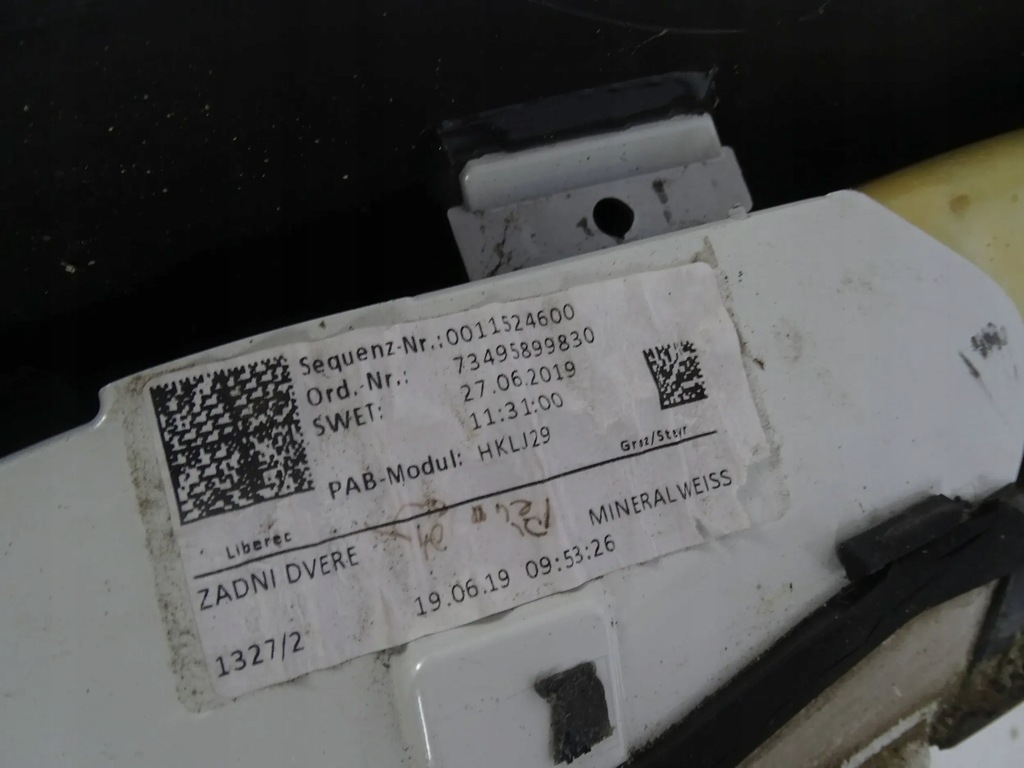 Sequenz-Nr.: 0011524600
Ord.-Nr.: 73495899830
SWET: 27.06.2019
11:31:00
PAB-Modul: HKLJ29
Graz/Steyr
Liberec
ZADNI DVERE
MINERALWEISS
19.06.19 09:53:26
1327/2